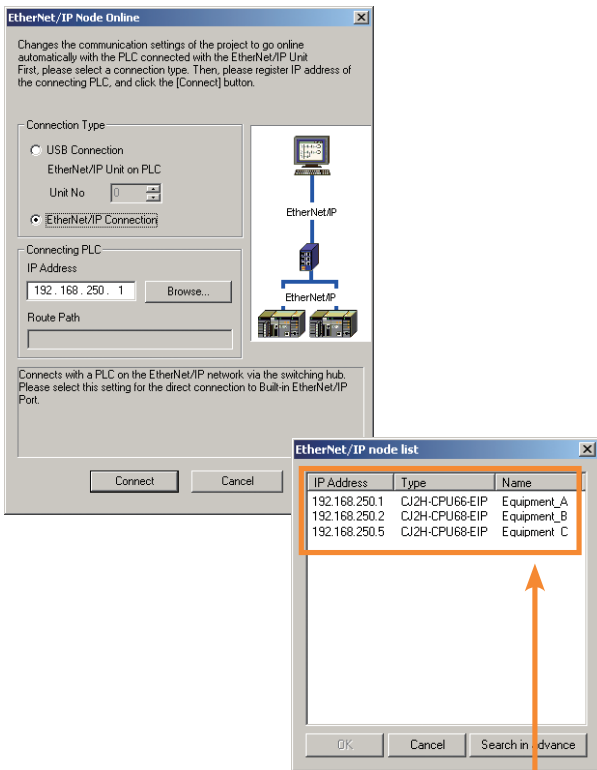 EtherNet/IP Node Online
Changes the communication settings of the project to go online
automatically with the PLC connected with the EtherNet/IP Unit
First, please select a connection type. Then, please register IP address of
the connecting PLC, and click the [Connect] button.
Connection Type
USB Connection
EtherNet/IP Unit on PLC
Unit No 0
EtherNet/IP Connection
EtherNet/IP
EtherNet/IP
Connecting PLC
IP Address
192.168.250. 1 Browse...
Route Path
Connects with a PLC on the EtherNet/IP network via the switching hub.
Please select this setting for the direct connection to Built-in EtherNet/IP
Port.
Connect Cancel
EtherNet/IP node list
IP Address Type Name
192.168.250.1 CJ2H-CPU66-EIP Equipment_A
192.168.250.2 CJ2H-CPU68-EIP Equipment_B
192.168.250.5 CJ2H-CPU68-EIP Equipment C
OK Cancel Search in advance